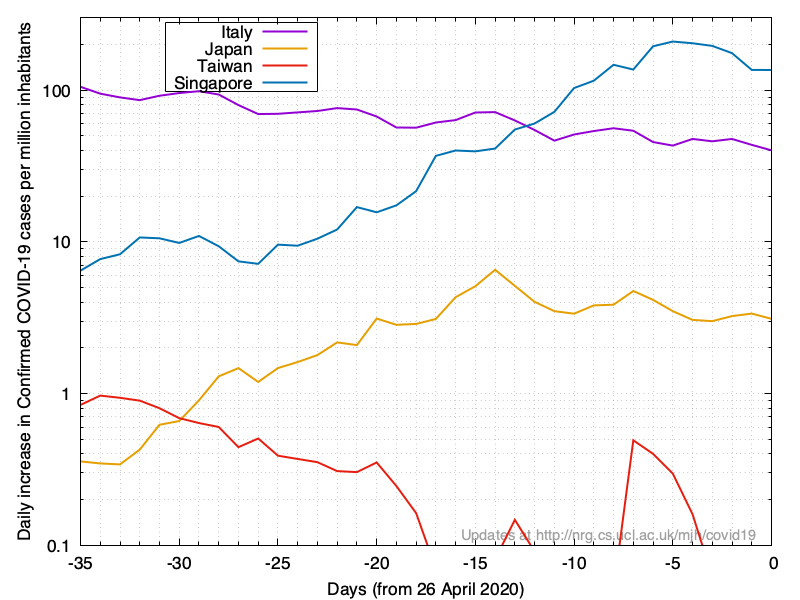 Italy
Japan
Taiwan
Singapore
Daily increase in Confirmed COVID-19 cases per million inhabitants
100
10
1
0.1
-35 -30 -25 -20 -15 -10 -5 0
Days (from 26 April 2020)
Updates at http://nrg.cs.ucl.ac.uk/mjh/covid19